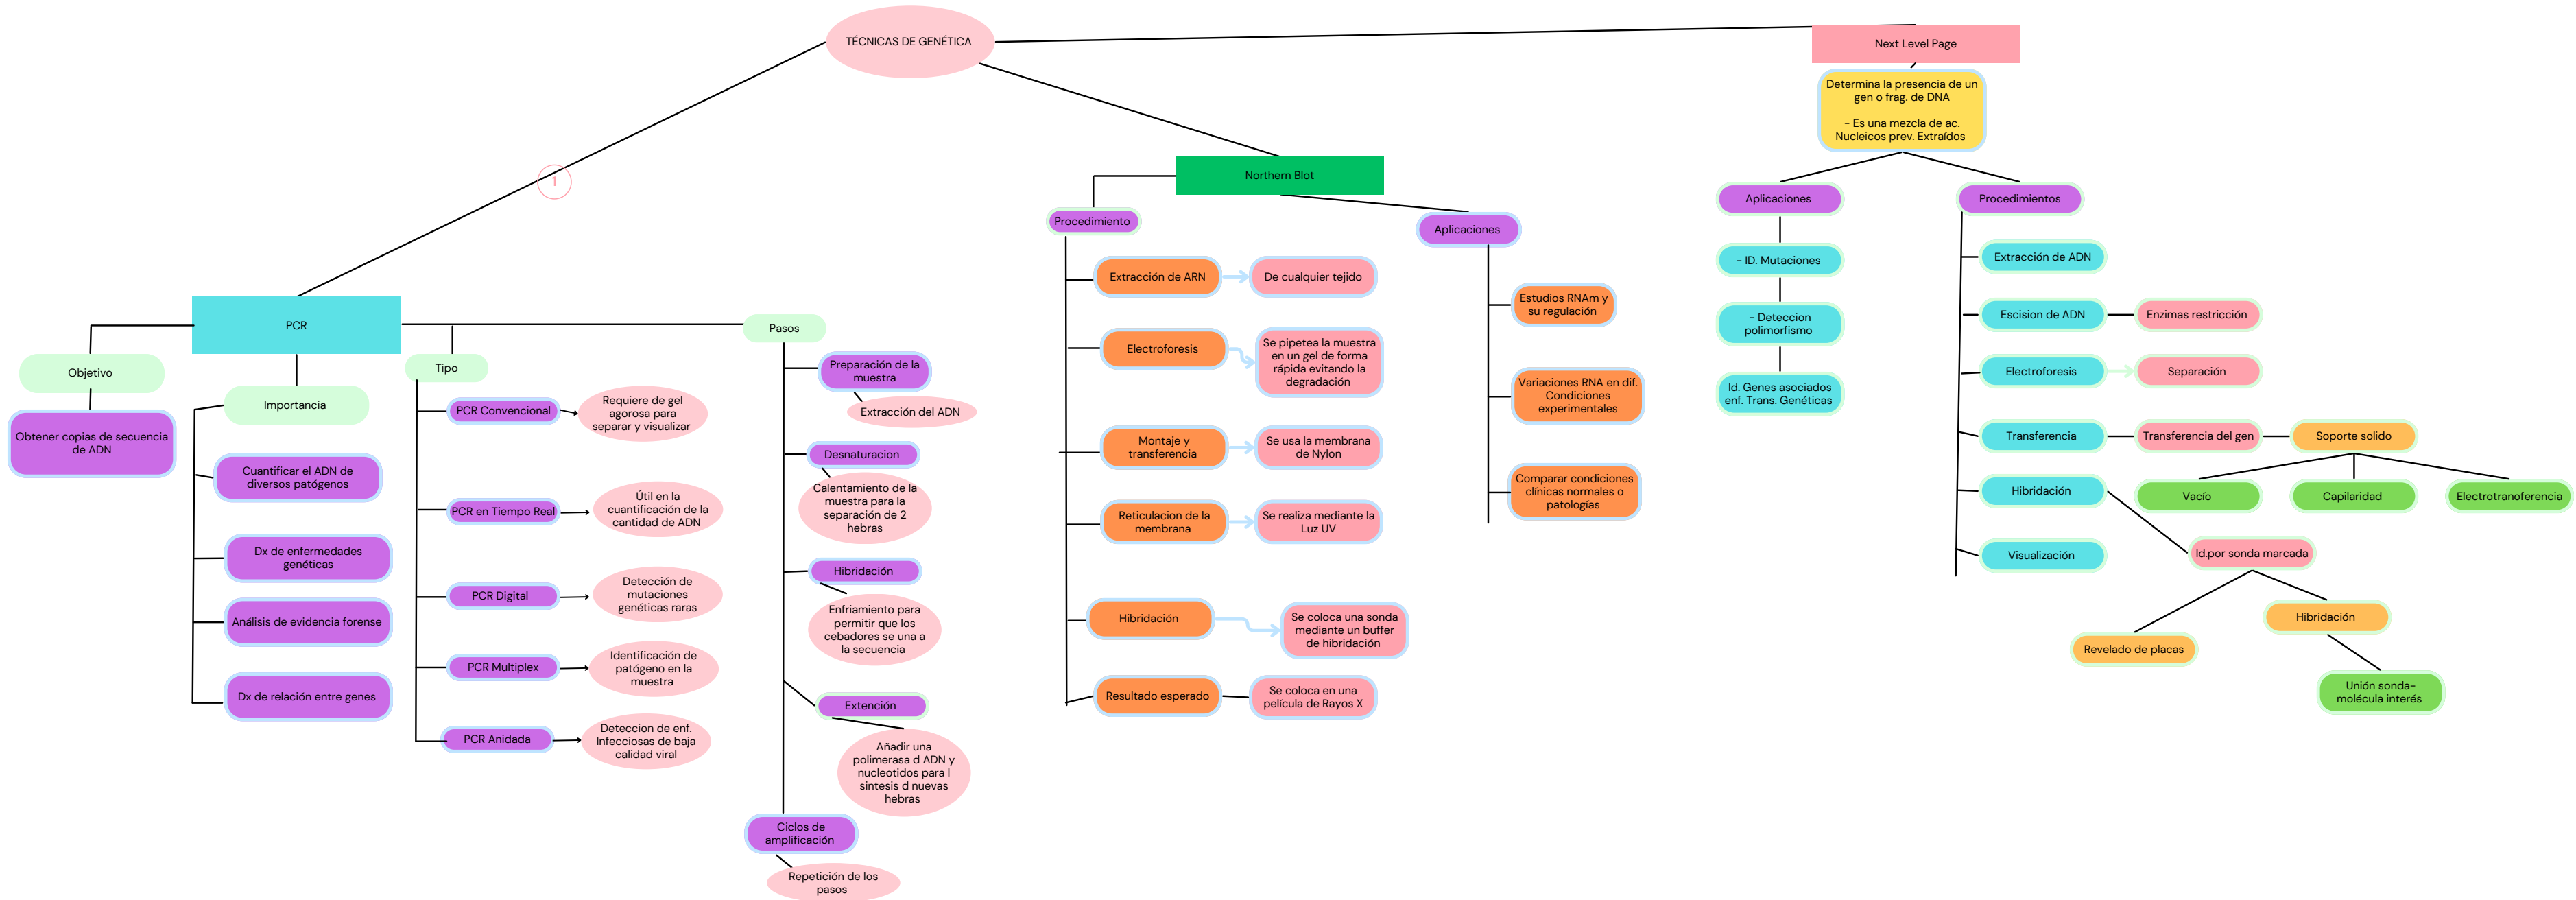 TÉCNICAS DE GENÉTICA
1
PCR
Objetivo
Obtener copias de secuencia
de ADN
Importancia
Cuantificar el ADN de
diversos patógenos
Dx de enfermedades
genéticas
Análisis de evidencia forense
Dx de relación entre genes
Tipo
PCR Convencional
Requiere de gel
agorosa para
separar y visualizar
PCR en Tiempo Real
Útil en la
cuantificación de la
cantidad de ADN
PCR Digital
Detección de
mutaciones
genéticas raras
PCR Multiplex
Identificación de
patógeno en la
muestra
PCR Anidada
Deteccion de enf.
Infecciosas de baja
calidad viral
Pasos
Preparación de la
muestra
Extracción del ADN
Desnaturacion
Calentamiento de la
muestra para la
separación de 2
hebras
Hibridación
Enfriamiento para
permitir que los
cebadores se una a
la secuencia
Extención
Añadir una
polimerasa d ADN y
nucleotidos para l
sintesis d nuevas
hebras
Ciclos de
amplificación
Repetición de los
pasos
Northern Blot
Procedimiento
Extracción de ARN
De cualquier tejido
Electroforesis
Se pipetea la muestra
en un gel de forma
rápida evitando la
degradación
Montaje y
transferencia
Se usa la membrana
de Nylon
Reticulacion de la
membrana
Se realiza mediante la
Luz UV
Hibridación
Se coloca una sonda
mediante un buffer
de hibridación
Resultado esperado
Se coloca en una
película de Rayos X
Aplicaciones
Estudios RNAm y
su regulación
Variaciones RNA en dif.
Condiciones
experimentales
Comparar condiciones
clínicas normales o
patologías
Next Level Page
Determina la presencia de un
gen o frag. de DNA
- Es una mezcla de ac.
Nucleicos prev. Extraídos
Aplicaciones
- ID. Mutaciones
- Deteccion
polimorfismo
Id. Genes asociados
enf. Trans. Genéticas
Procedimientos
Extracción de ADN
Escision de ADN
Enzimas restricción
Electroforesis
Separación
Transferencia
Transferencia del gen
Soporte solido
Vacío
Capilaridad
Electrotranoferencia
Hibridación
Id.por sonda marcada
Revelado de placas
Hibridación
Unión sonda-
molécula interés
Visualización